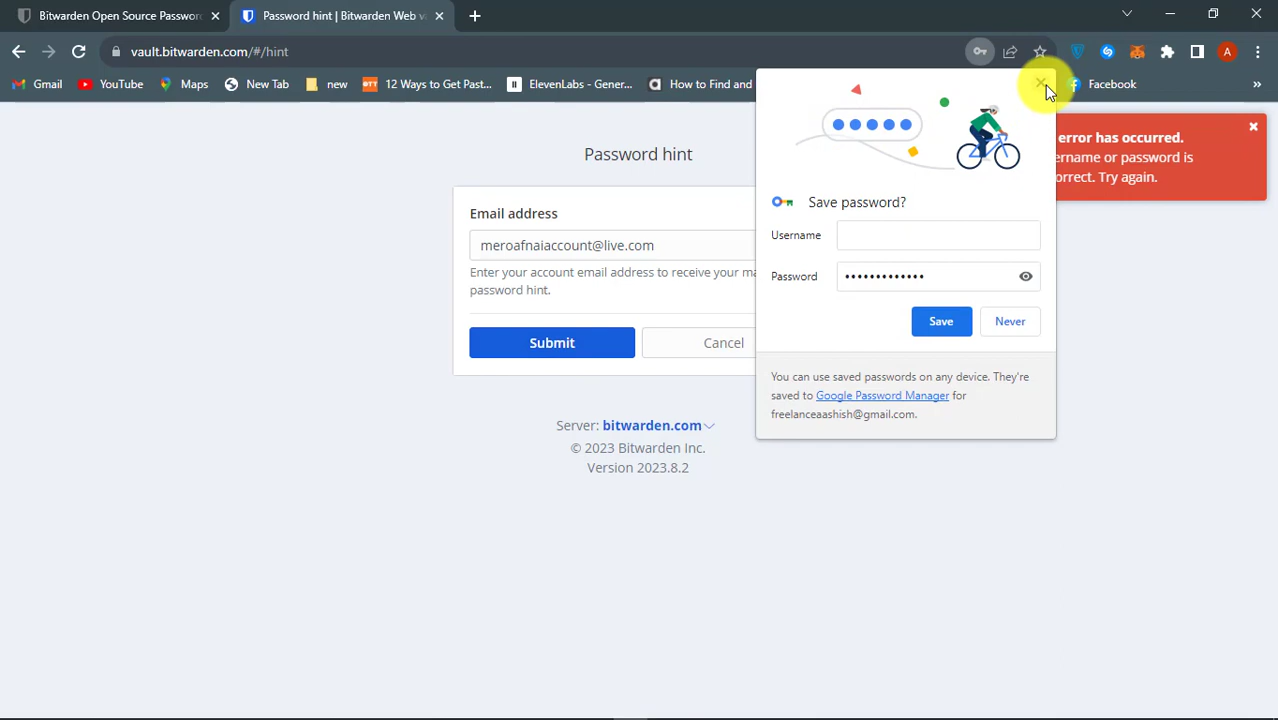 Bitwarden Open Source Passwor
Password hint | Bitwarden Web v
vault.bitwarden.com/#/hint
A
Gmail
YouTube
Maps
New Tab
new
OTT
12 Ways to Get Past...
ElevenLabs - Gener...
How to Find and
Facebook
»
error has occurred.
ername or password is
orrect. Try again.
Password hint
Email address
meroafnaiaccount@live.com
Enter your account email address to receive your ma
password hint.
Submit
Cancel
Save password?
Username
Password
•••••••••••••
Save
Never
You can use saved passwords on any device. They're
saved to Google Password Manager for
freelanceaashish@gmail.com.
Server: bitwarden.com
© 2023 Bitwarden Inc.
Version 2023.8.2